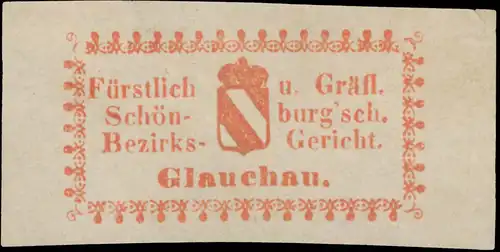 Fürstlich u. Gräfl.
Schön- burg'sch.
Bezirks- Gericht.
Glauchau.